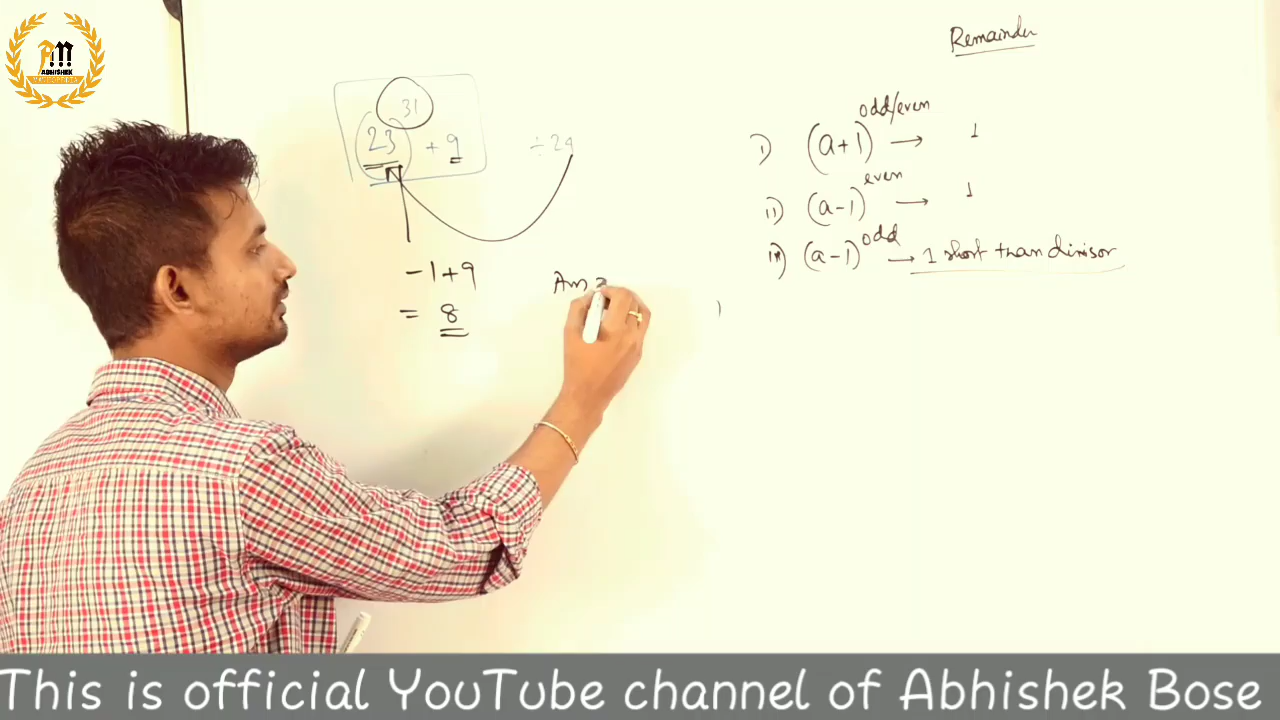 ABHISHEK
Remainder
23^31 + 9 ÷ 24
-1+9
= 8
Ans
i) (a+1)^odd/even → 1
ii) (a-1)^even → 1
iii) (a-1)^odd → 1 short than divisor
This is official YouTube channel of Abhishek Bose